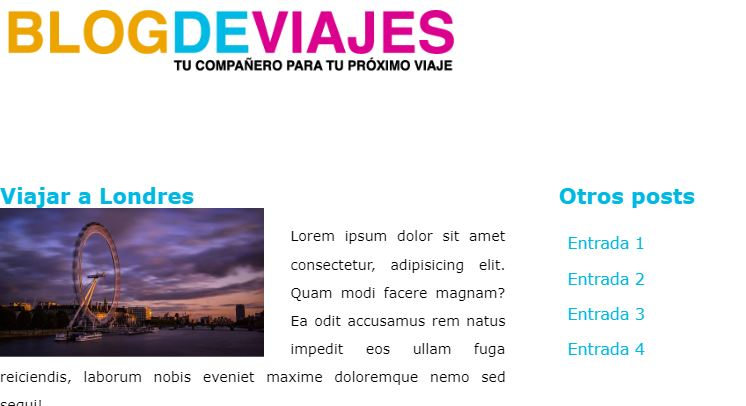 BLOGDEVIAJES
TU COMPAÑERO PARA TU PRÓXIMO VIAJE
Viajar a Londres
Lorem ipsum dolor sit amet
consectetur, adipisicing elit.
Quam modi facere magnam?
Ea odit accusamus rem natus
impedit eos ullam fuga
reiciendis, laborum nobis eveniet maxime doloremque nemo sed
sequi!
Otros posts
Entrada 1
Entrada 2
Entrada 3
Entrada 4